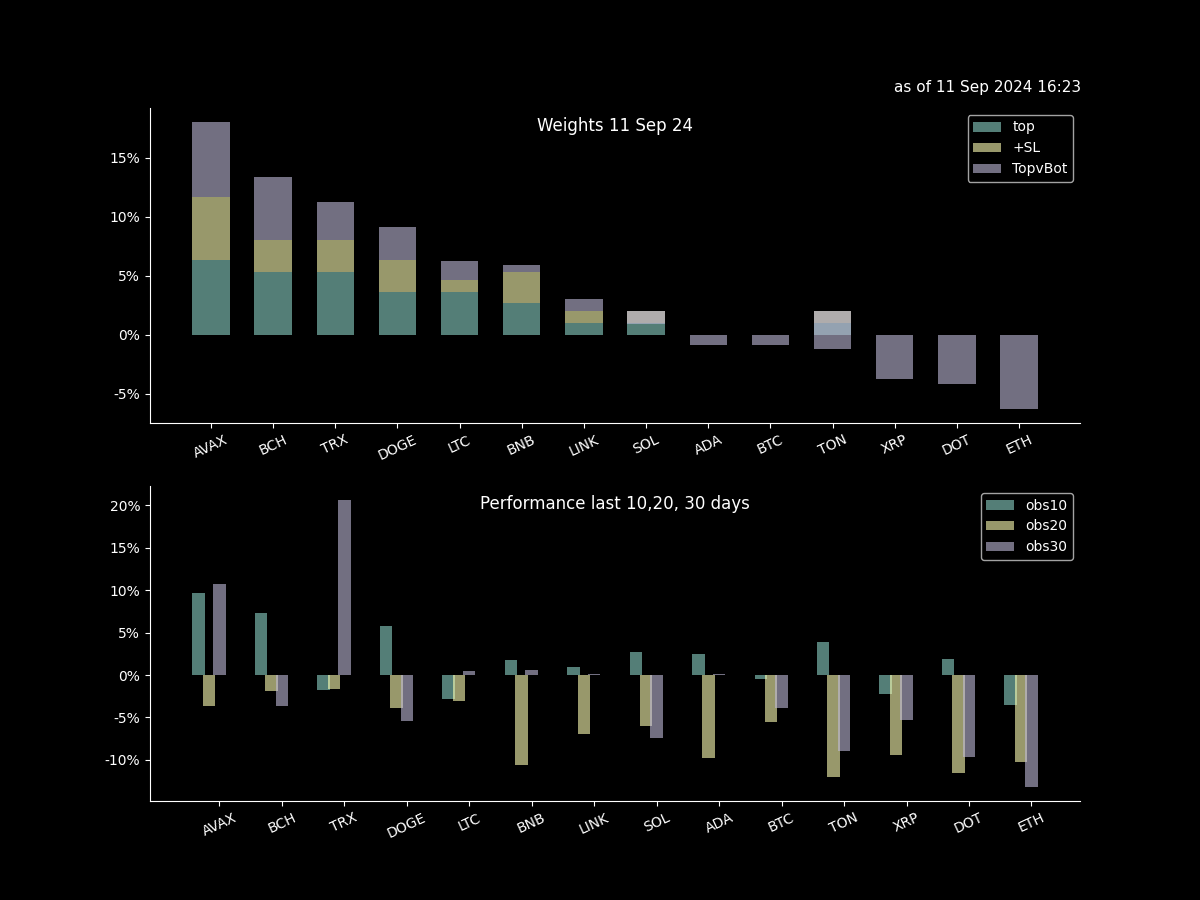 as of 11 Sep 2024 16:23
Weights 11 Sep 24
top
+SL
TopvBot
15%
10%
5%
0%
-5%
AVAX BCH TRX DOGE LTC BNB LINK SOL ADA BTC TON XRP DOT ETH
Performance last 10,20, 30 days
obs10
obs20
obs30
20%
15%
10%
5%
0%
-5%
-10%
AVAX BCH TRX DOGE LTC BNB LINK SOL ADA BTC TON XRP DOT ETH